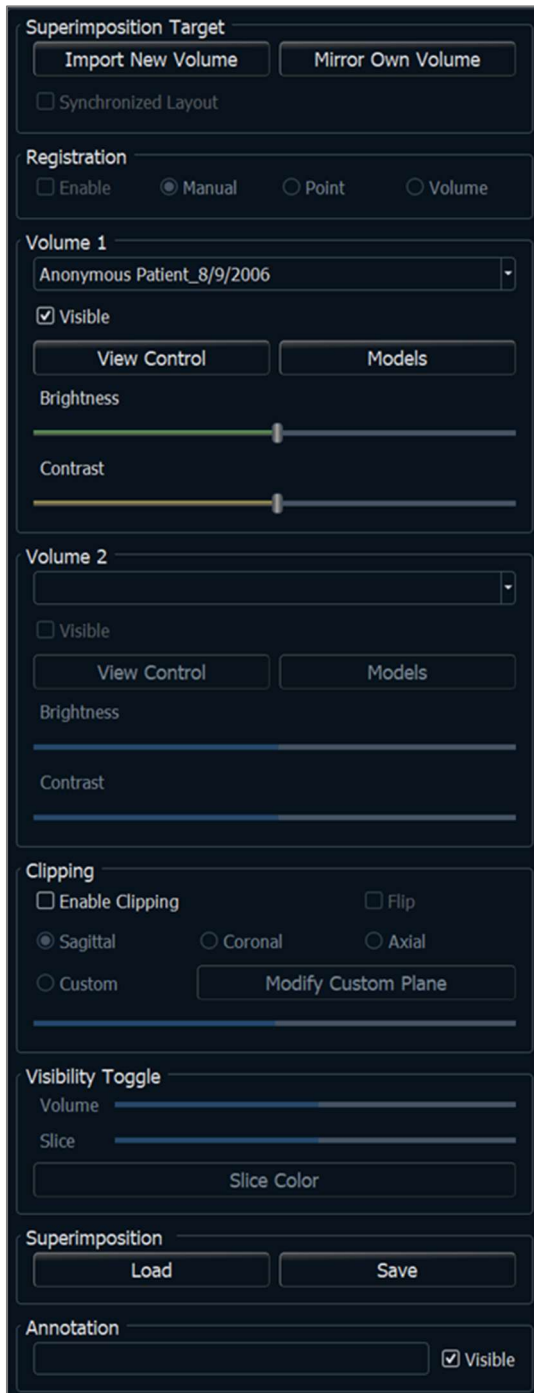 Superimposition Target
Import New Volume Mirror Own Volume
Synchronized Layout
Registration
Enable Manual Point Volume
Volume 1
Anonymous Patient_8/9/2006
Visible
View Control Models
Brightness
Contrast
Volume 2
Visible
View Control Models
Brightness
Contrast
Clipping
Enable Clipping Flip
Sagittal Coronal Axial
Custom Modify Custom Plane
Visibility Toggle
Volume
Slice
Slice Color
Superimposition
Load Save
Annotation
Visible